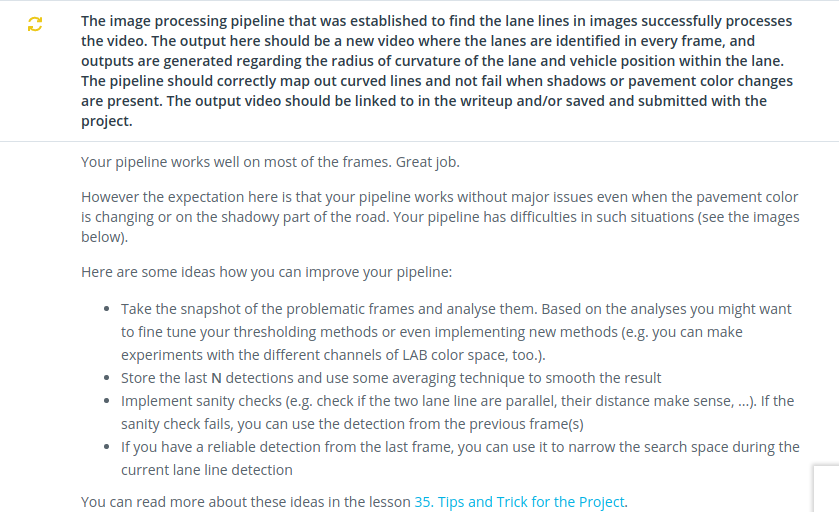 The image processing pipeline that was established to find the lane lines in images successfully processes
the video. The output here should be a new video where the lanes are identified in every frame, and
outputs are generated regarding the radius of curvature of the lane and vehicle position within the lane.
The pipeline should correctly map out curved lines and not fail when shadows or pavement color changes
are present. The output video should be linked to in the writeup and/or saved and submitted with the
project.
Your pipeline works well on most of the frames. Great job.
However the expectation here is that your pipeline works without major issues even when the pavement color
is changing or on the shadowy part of the road. Your pipeline has difficulties in such situations (see the images
below).
Here are some ideas how you can improve your pipeline:
• Take the snapshot of the problematic frames and analyse them. Based on the analyses you might want
to fine tune your thresholding methods or even implementing new methods (e.g. you can make
experiments with the different channels of LAB color space, too.).
• Store the last N detections and use some averaging technique to smooth the result
• Implement sanity checks (e.g. check if the two lane line are parallel, their distance make sense, ...). If the
sanity check fails, you can use the detection from the previous frame(s)
• If you have a reliable detection from the last frame, you can use it to narrow the search space during the
current lane line detection
You can read more about these ideas in the lesson 35. Tips and Trick for the Project.